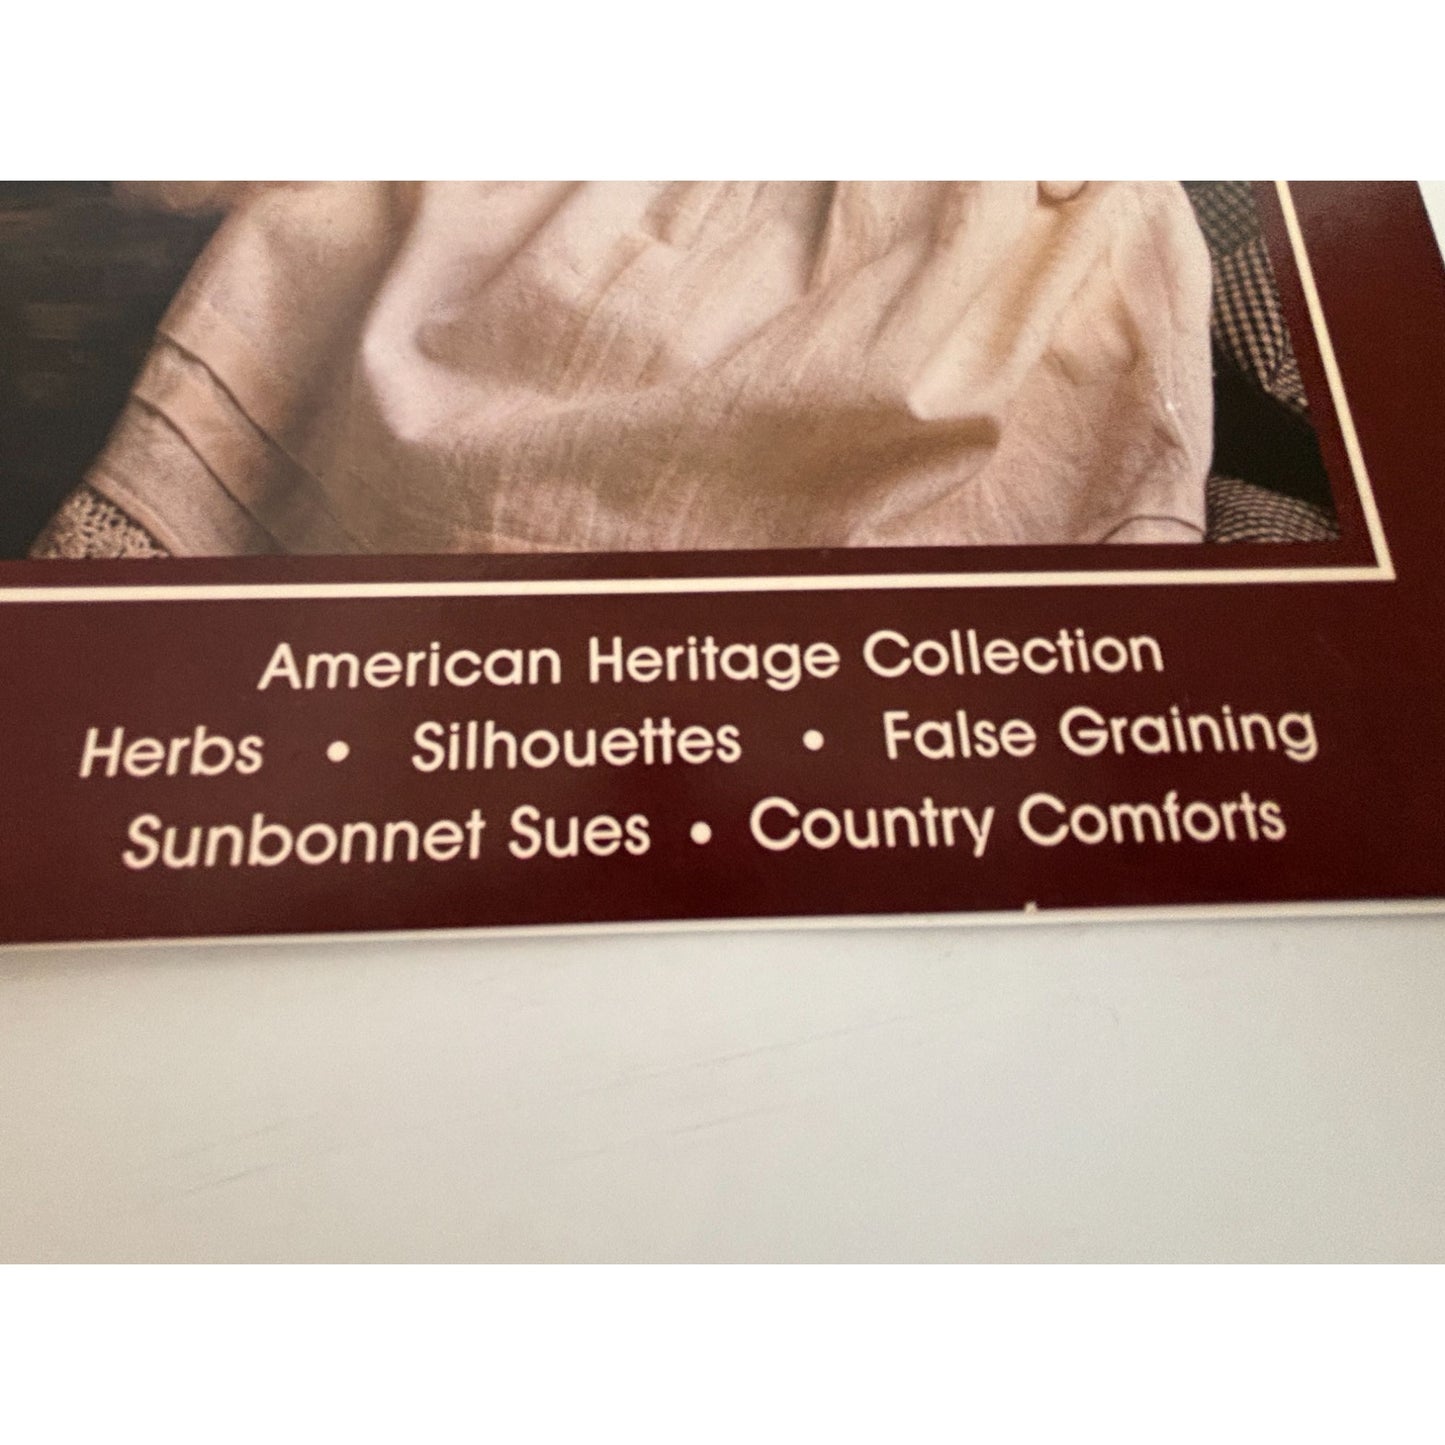 American Heritage Collection
Herbs • Silhouettes • False Graining
Sunbonnet Sues • Country Comforts